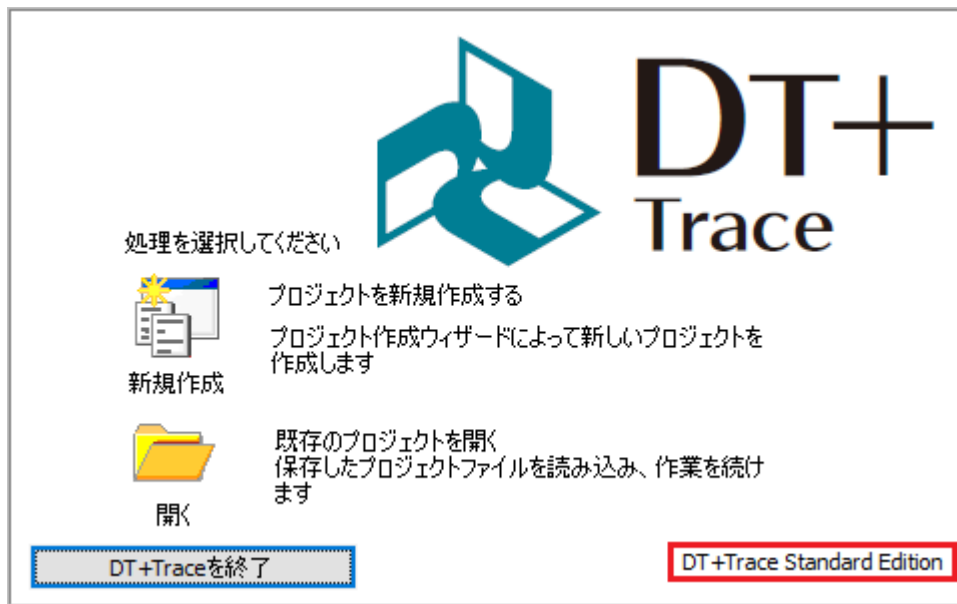 DT+
Trace
処理を選択してください
プロジェクトを新規作成する
プロジェクト作成ウィザードによって新しいプロジェクトを
作成します
新規作成
既存のプロジェクトを開く
保存したプロジェクトファイルを読み込み、作業を続け
ます
開く
DT+Traceを終了
DT+Trace Standard Edition